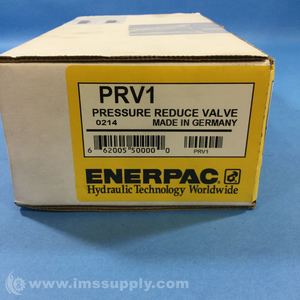 PRV1
PRESSURE REDUCE VALVE
0214 MADE IN GERMANY
6 62005 50000 0
PRV1
ENERPAC
Hydraulic Technology Worldwide
© www.imssupply.com